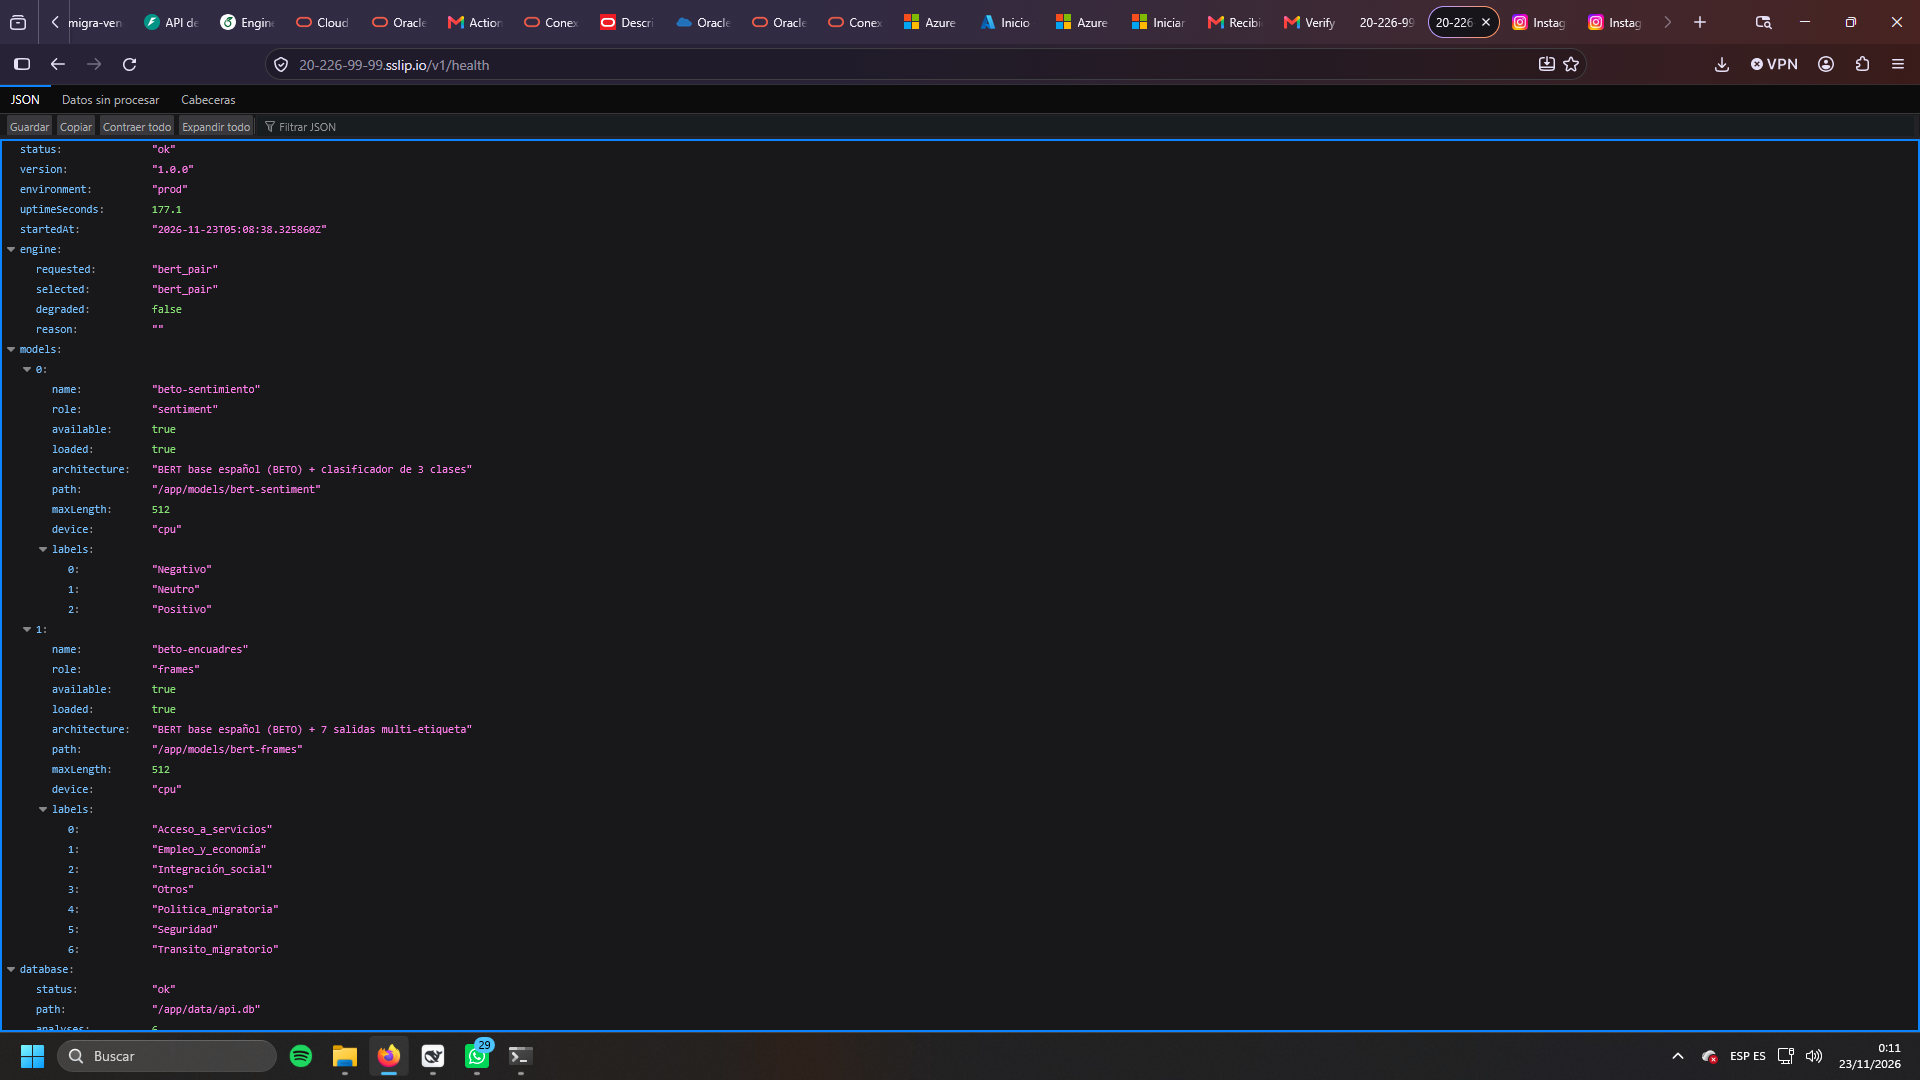 migra-ven
API de
Engine
Cloud
Oracle
Action
Conex
Descri
Oracle
Oracle
Conex
Azure
Inicio
Azure
Iniciar
Recibi
Verify
20-226-99
20-226
Instag
Instag
20-226-99-99.sslip.io/v1/health
VPN
JSON Datos sin procesar Cabeceras
Guardar Copiar Contraer todo Expandir todo Filtrar JSON
status: "ok"
version: "1.0.0"
environment: "prod"
uptimeSeconds: 177.1
startedAt: "2026-11-23T05:08:38.325860Z"
engine:
requested: "bert_pair"
selected: "bert_pair"
degraded: false
reason: ""
models:
0:
name: "beto-sentimiento"
role: "sentiment"
available: true
loaded: true
architecture: "BERT base español (BETO) + clasificador de 3 clases"
path: "/app/models/bert-sentiment"
maxLength: 512
device: "cpu"
labels:
0: "Negativo"
1: "Neutro"
2: "Positivo"
1:
name: "beto-encuadres"
role: "frames"
available: true
loaded: true
architecture: "BERT base español (BETO) + 7 salidas multi-etiqueta"
path: "/app/models/bert-frames"
maxLength: 512
device: "cpu"
labels:
0: "Acceso_a_servicios"
1: "Empleo_y_economía"
2: "Integración_social"
3: "Otros"
4: "Politica_migratoria"
5: "Seguridad"
6: "Transito_migratorio"
database:
status: "ok"
path: "/app/data/api.db"
analyses: 6
Buscar
29
ESP ES
0:11
23/11/2026